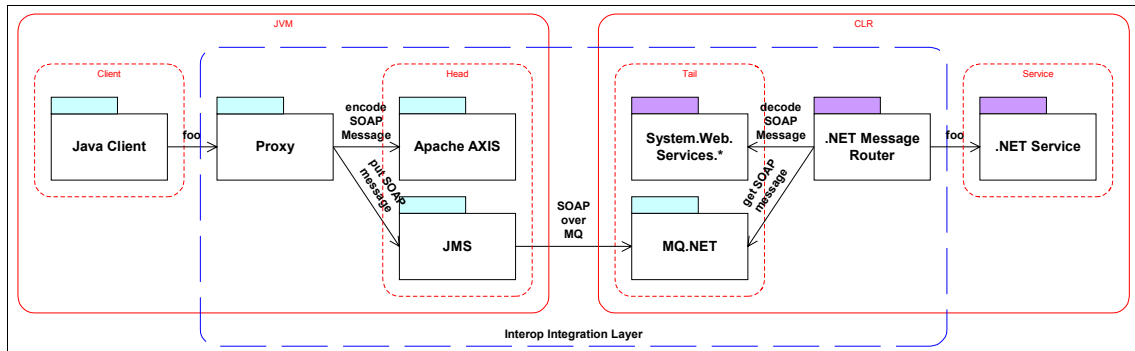 JVM
CLR
Client
Head
Tail
Service
Java Client
foo
Proxy
encode
SOAP
Message
Apache AXIS
put SOAP
message
JMS
SOAP
over
MQ
System.Web.
Services.*
decode
SOAP
Message
.NET Message
Router
foo
.NET Service
get SOAP
message
MQ.NET
Interop Integration Layer